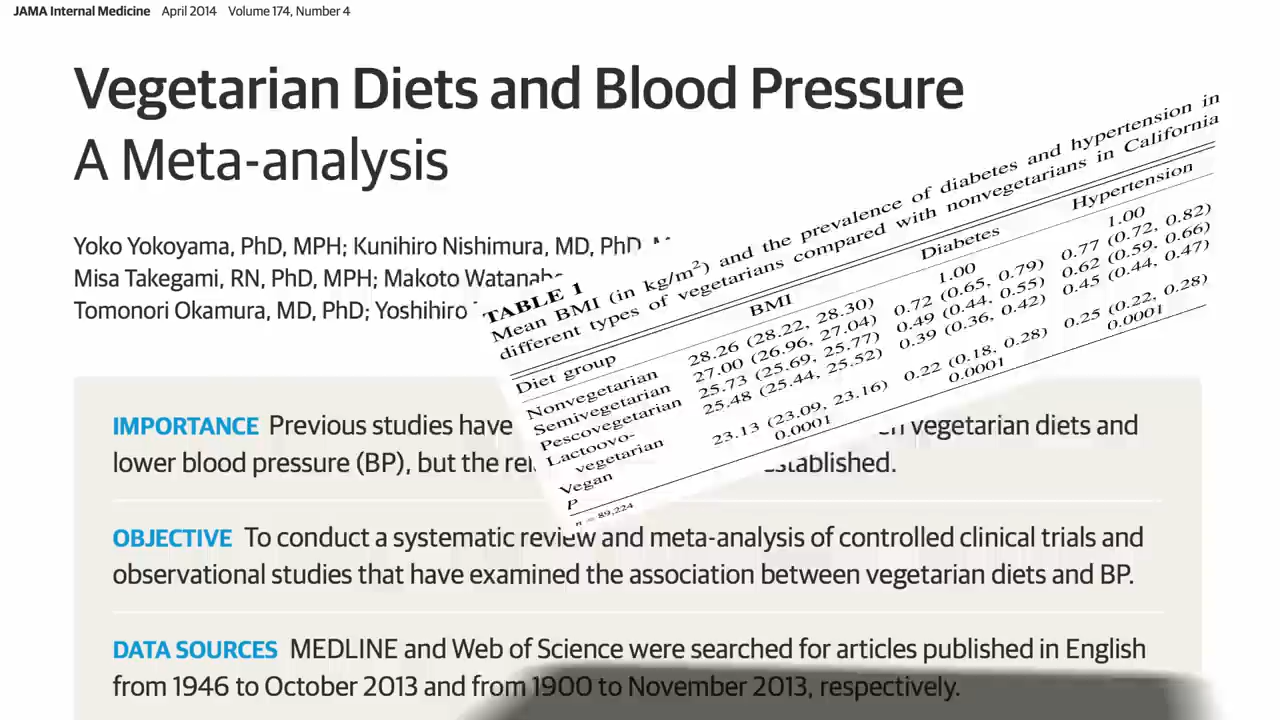 JAMA Internal Medicine April 2014 Volume 174, Number 4
Vegetarian Diets and Blood Pressure
A Meta-analysis
Yoko Yokoyama, PhD, MPH; Kunihiro Nishimura, MD, PhD,
Misa Takegami, RN, PhD, MPH; Makoto
Tomonori Okamura, MD, PhD; Yoshihiro
TABLE 1
Mean BMI (in kg/m²) and the prevalence of diabetes and hypertension in
different types of vegetarians compared with nonvegetarians in California
Diet group BMI Diabetes Hypertension
Nonvegetarian 28.26 (28.22, 28.30) 1.00 1.00
Semivegetarian 27.00 (26.96, 27.04) 0.72 (0.65, 0.79) 0.77 (0.72, 0.82)
Pescovegetarian 25.73 (25.69, 25.77) 0.49 (0.44, 0.55) 0.62 (0.59, 0.66)
Lactoovo- 25.48 (25.44, 25.52) 0.39 (0.36, 0.42) 0.45 (0.44, 0.47)
vegetarian
Vegan 23.13 (23.09, 23.16) 0.22 (0.18, 0.28) 0.25 (0.22, 0.28)
P 0.0001 0.0001 0.0001
n = 89,224
IMPORTANCE Previous studies have vegetarian diets and
lower blood pressure (BP), but the
OBJECTIVE To conduct a systematic review and meta-analysis of controlled clinical trials and
observational studies that have examined the association between vegetarian diets and BP.
DATA SOURCES MEDLINE and Web of Science were searched for articles published in English
from 1946 to October 2013 and from 1900 to November 2013, respectively.